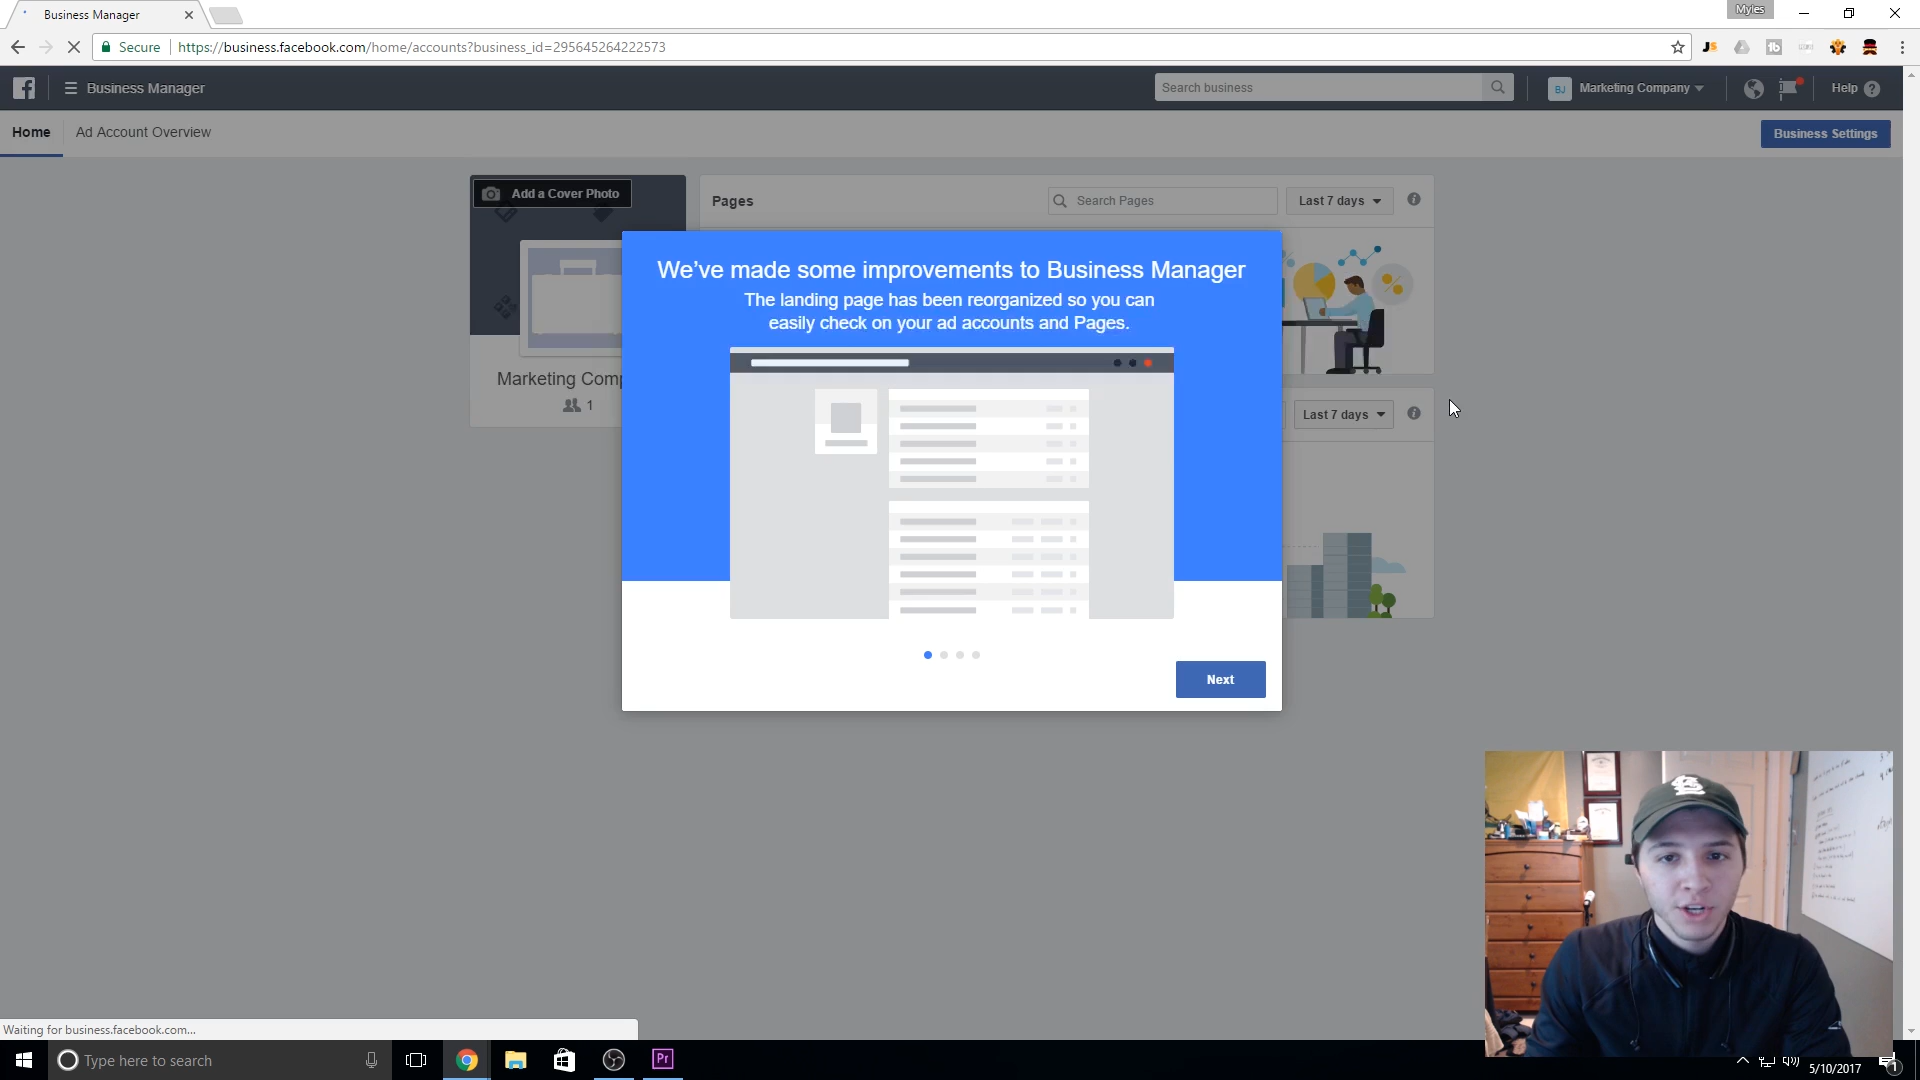 Business Manager
Myles
Secure
https://business.facebook.com/home/accounts?business_id=295645264222573
Business Manager
Search business
BJ
Marketing Company
Help
Home
Ad Account Overview
Business Settings
Add a Cover Photo
Pages
Search Pages
Last 7 days
We've made some improvements to Business Manager
The landing page has been reorganized so you can
easily check on your ad accounts and Pages.
Marketing Comp
1
Last 7 days
Next
Waiting for business.facebook.com...
Type here to search
Pr
5/10/2017
1